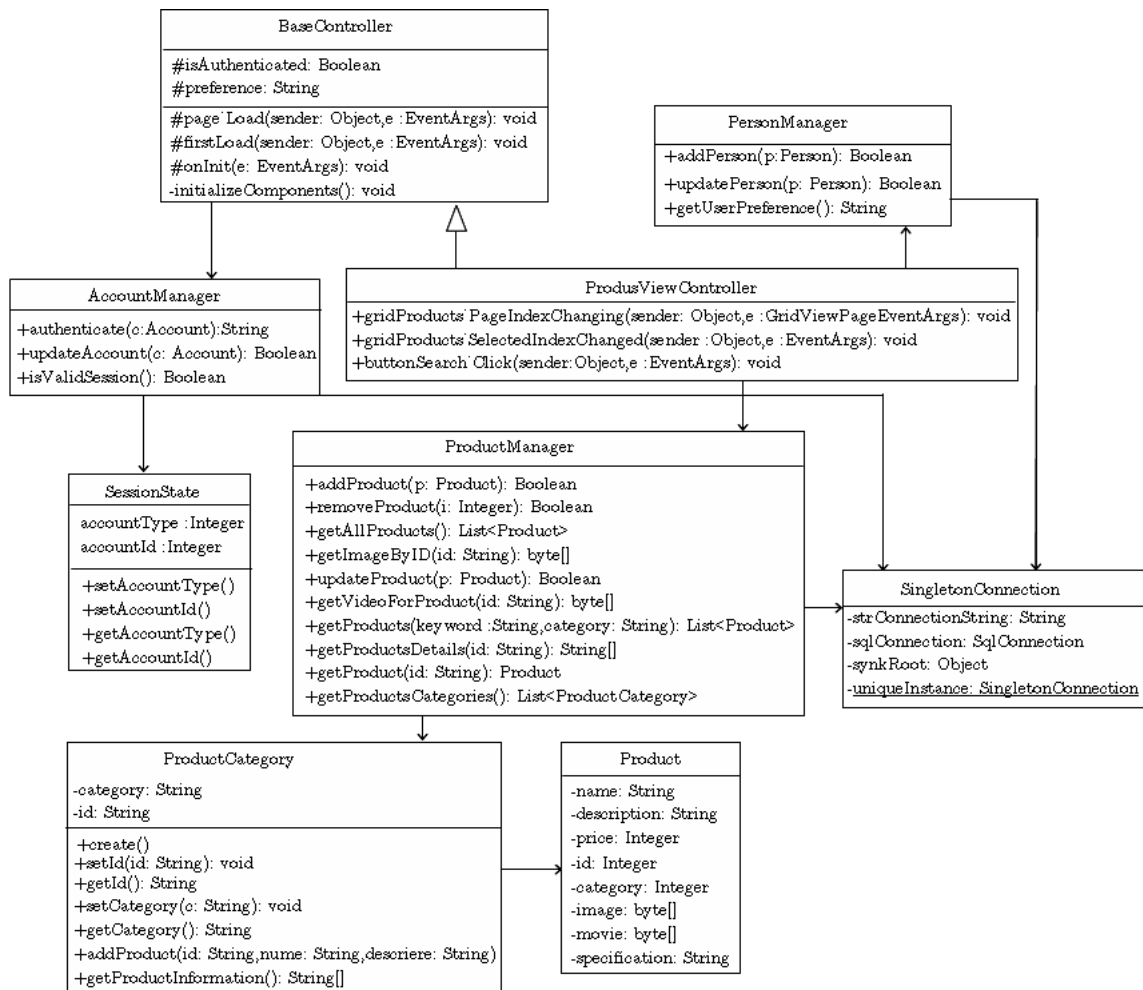 BaseController
#isAuthenticated: Boolean
#preference: String
#page˙Load(sender: Object,e :EventArgs): void
#firstLoad(sender: Object,e :EventArgs): void
#onInit(e: EventArgs): void
-initializeComponents(): void
PersonManager
+addPerson(p:Person): Boolean
+updatePerson(p: Person): Boolean
+getUserPreference(): String
AccountManager
+authenticate(c:Account):String
+updateAccount(c: Account): Boolean
+isValidSession(): Boolean
ProdusViewController
+gridProducts˙PageIndexChanging(sender: Object,e :GridViewPageEventArgs): void
+gridProducts˙SelectedIndexChanged(sender :Object,e :EventArgs): void
+buttonSearch˙Click(sender:Object,e :EventArgs): void
SessionState
accountType :Integer
accountId :Integer
+setAccountType()
+setAccountId()
+getAccountType()
+getAccountId()
ProductManager
+addProduct(p: Product): Boolean
+removeProduct(i: Integer): Boolean
+getAllProducts(): List<Product>
+getImageByID(id: String): byte[]
+updateProduct(p: Product): Boolean
+getVideoForProduct(id: String): byte[]
+getProducts(keyword :String,category: String): List<Product>
+getProductsDetails(id: String): String[]
+getProduct(id: String): Product
+getProductsCategories(): List<ProductCategory>
SingletonConnection
-strConnectionString: String
-sqlConnection: SqlConnection
-synkRoot: Object
-uniqueInstance: SingletonConnection
ProductCategory
-category: String
-id: String
+create()
+setId(id: String): void
+getId(): String
+setCategory(c: String): void
+getCategory(): String
+addProduct(id: String,nume: String,descriere: String)
+getProductInformation(): String[]
Product
-name: String
-description: String
-price: Integer
-id: Integer
-category: Integer
-image: byte[]
-movie: byte[]
-specification: String